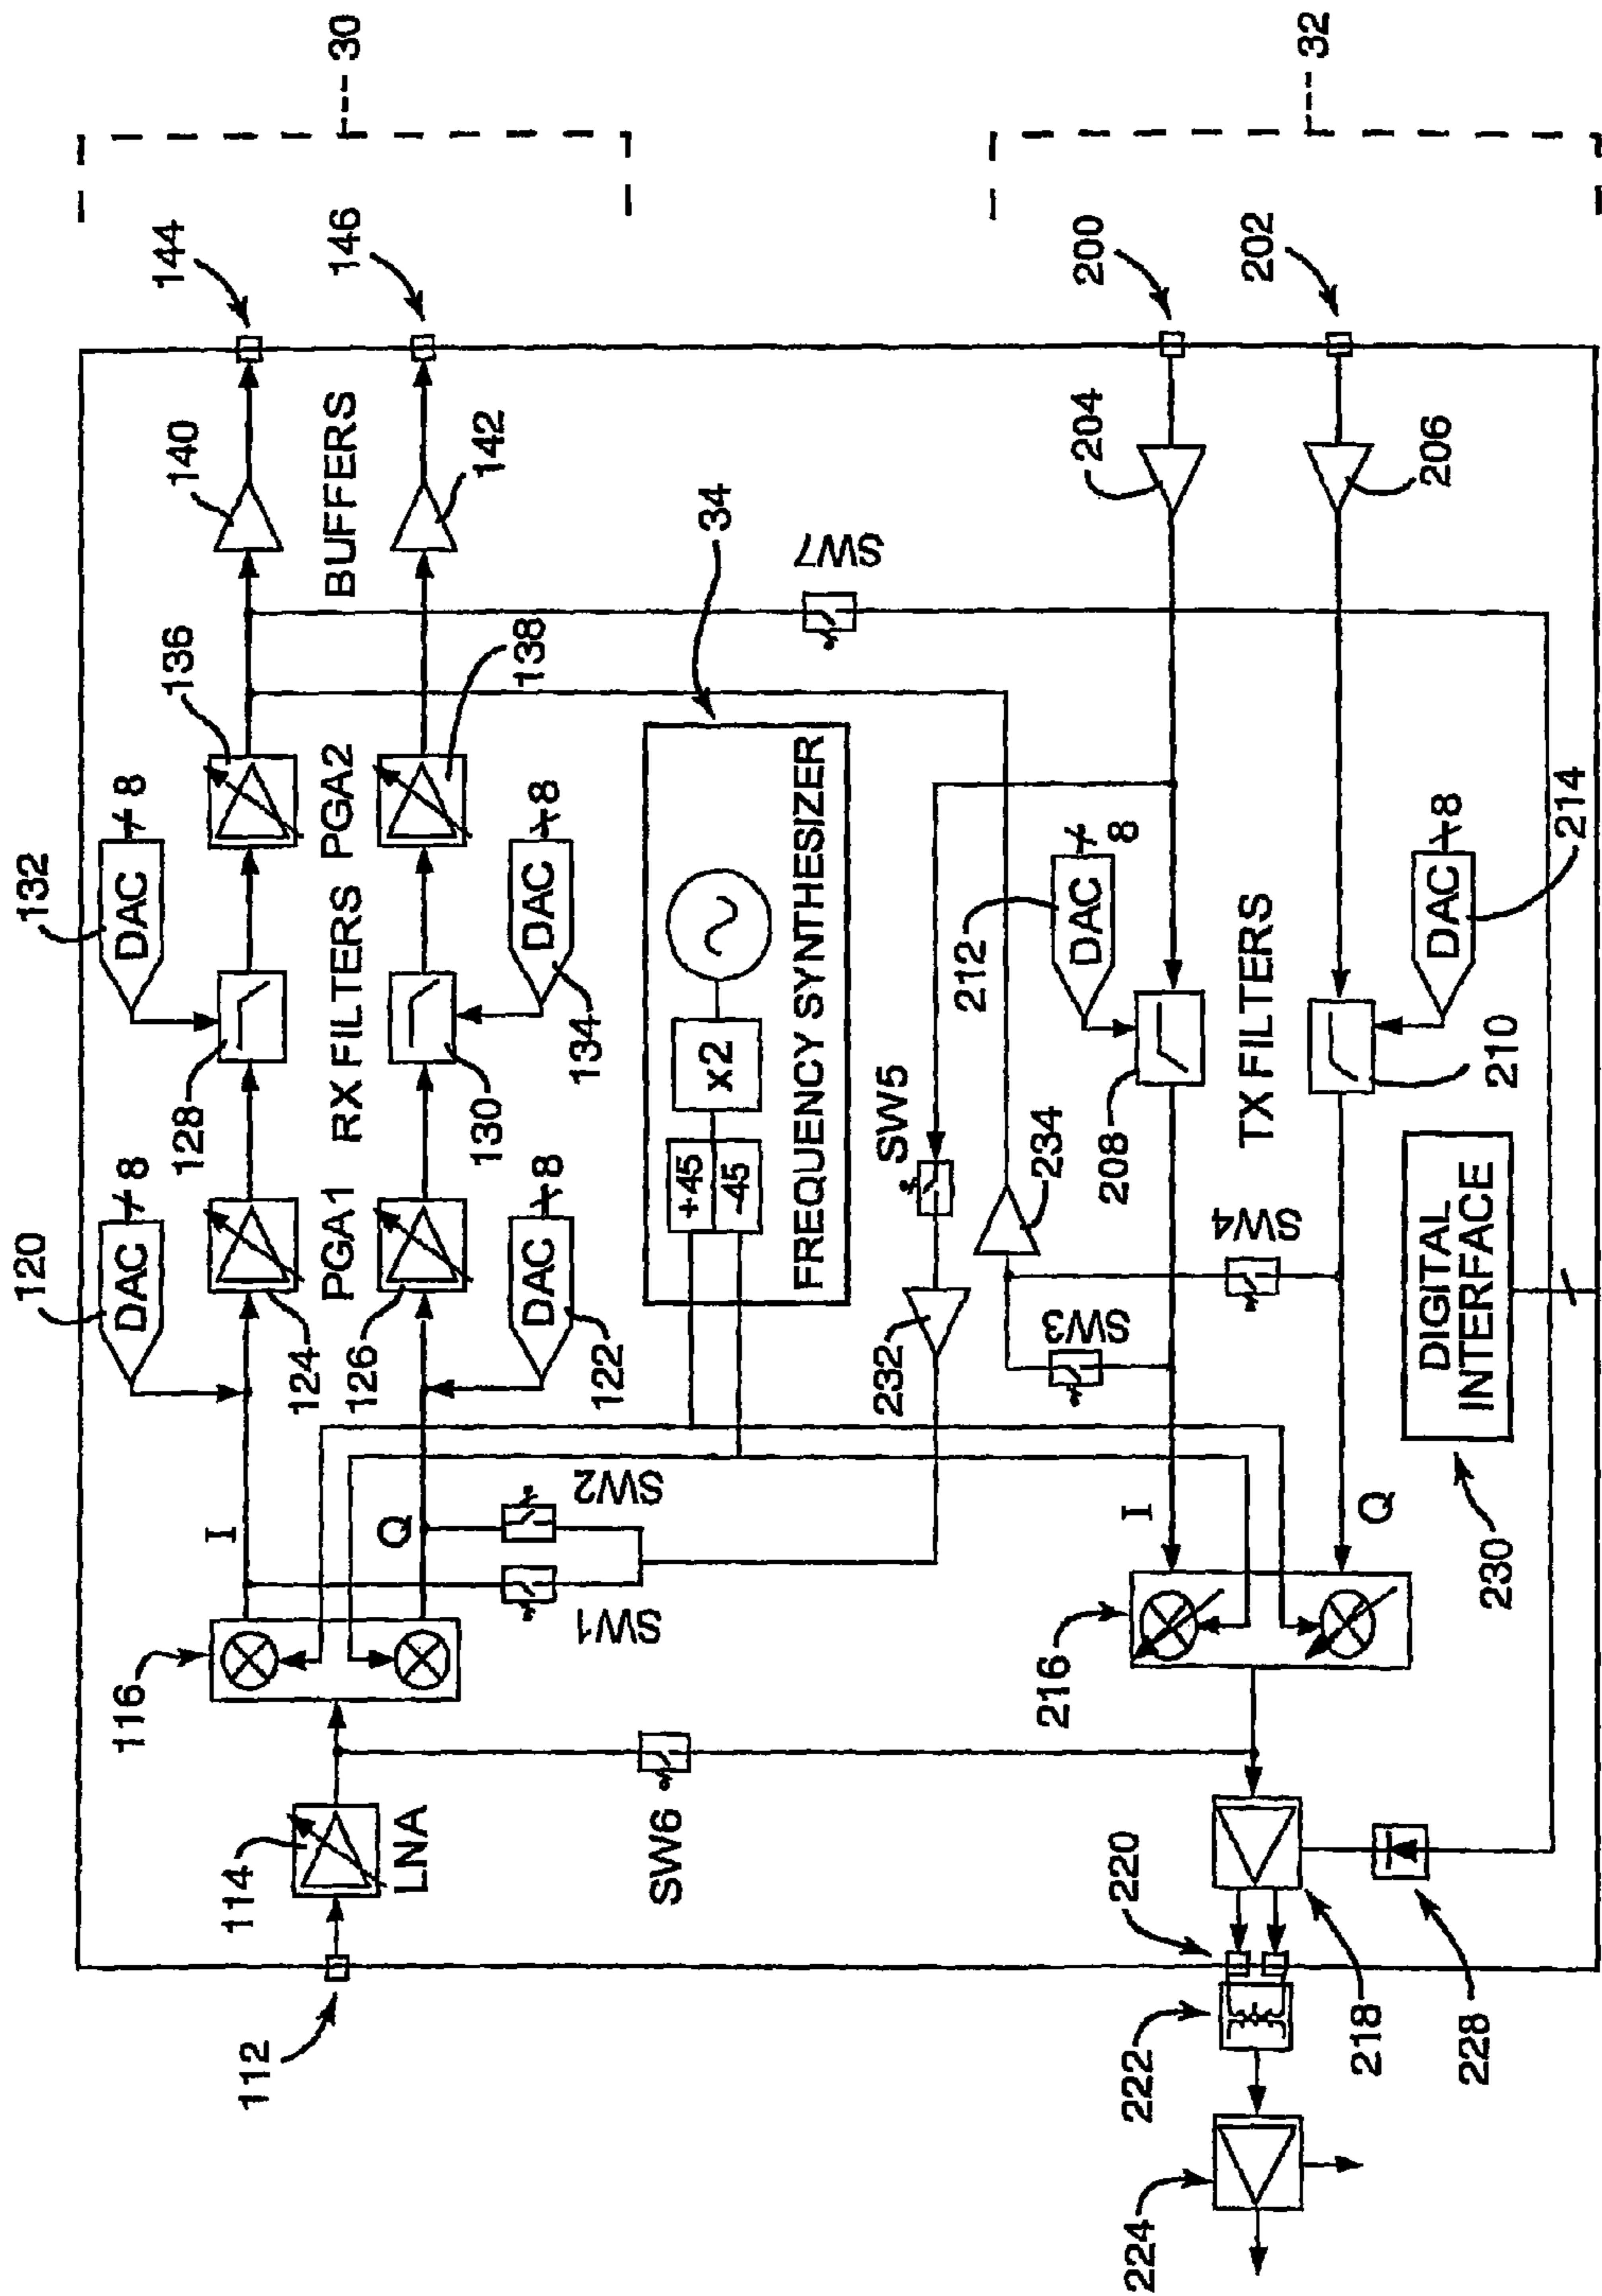 30
32
144
146
200
202
140
BUFFERS
142
204
206
34
SW7
136
138
132
DAC
8
PGA2
DAC
8
134
RX FILTERS
128
130
FREQUENCY SYNTHESIZER
x2
+45
-45
212
DAC
8
208
TX FILTERS
DAC
8
214
210
120
DAC
8
124
PGA1
126
DAC
8
122
SW5
232
234
SW3
SW4
DIGITAL
INTERFACE
230
I
Q
SW2
SW1
I
Q
116
216
114
LNA
SW6
112
220
222
218
228
224